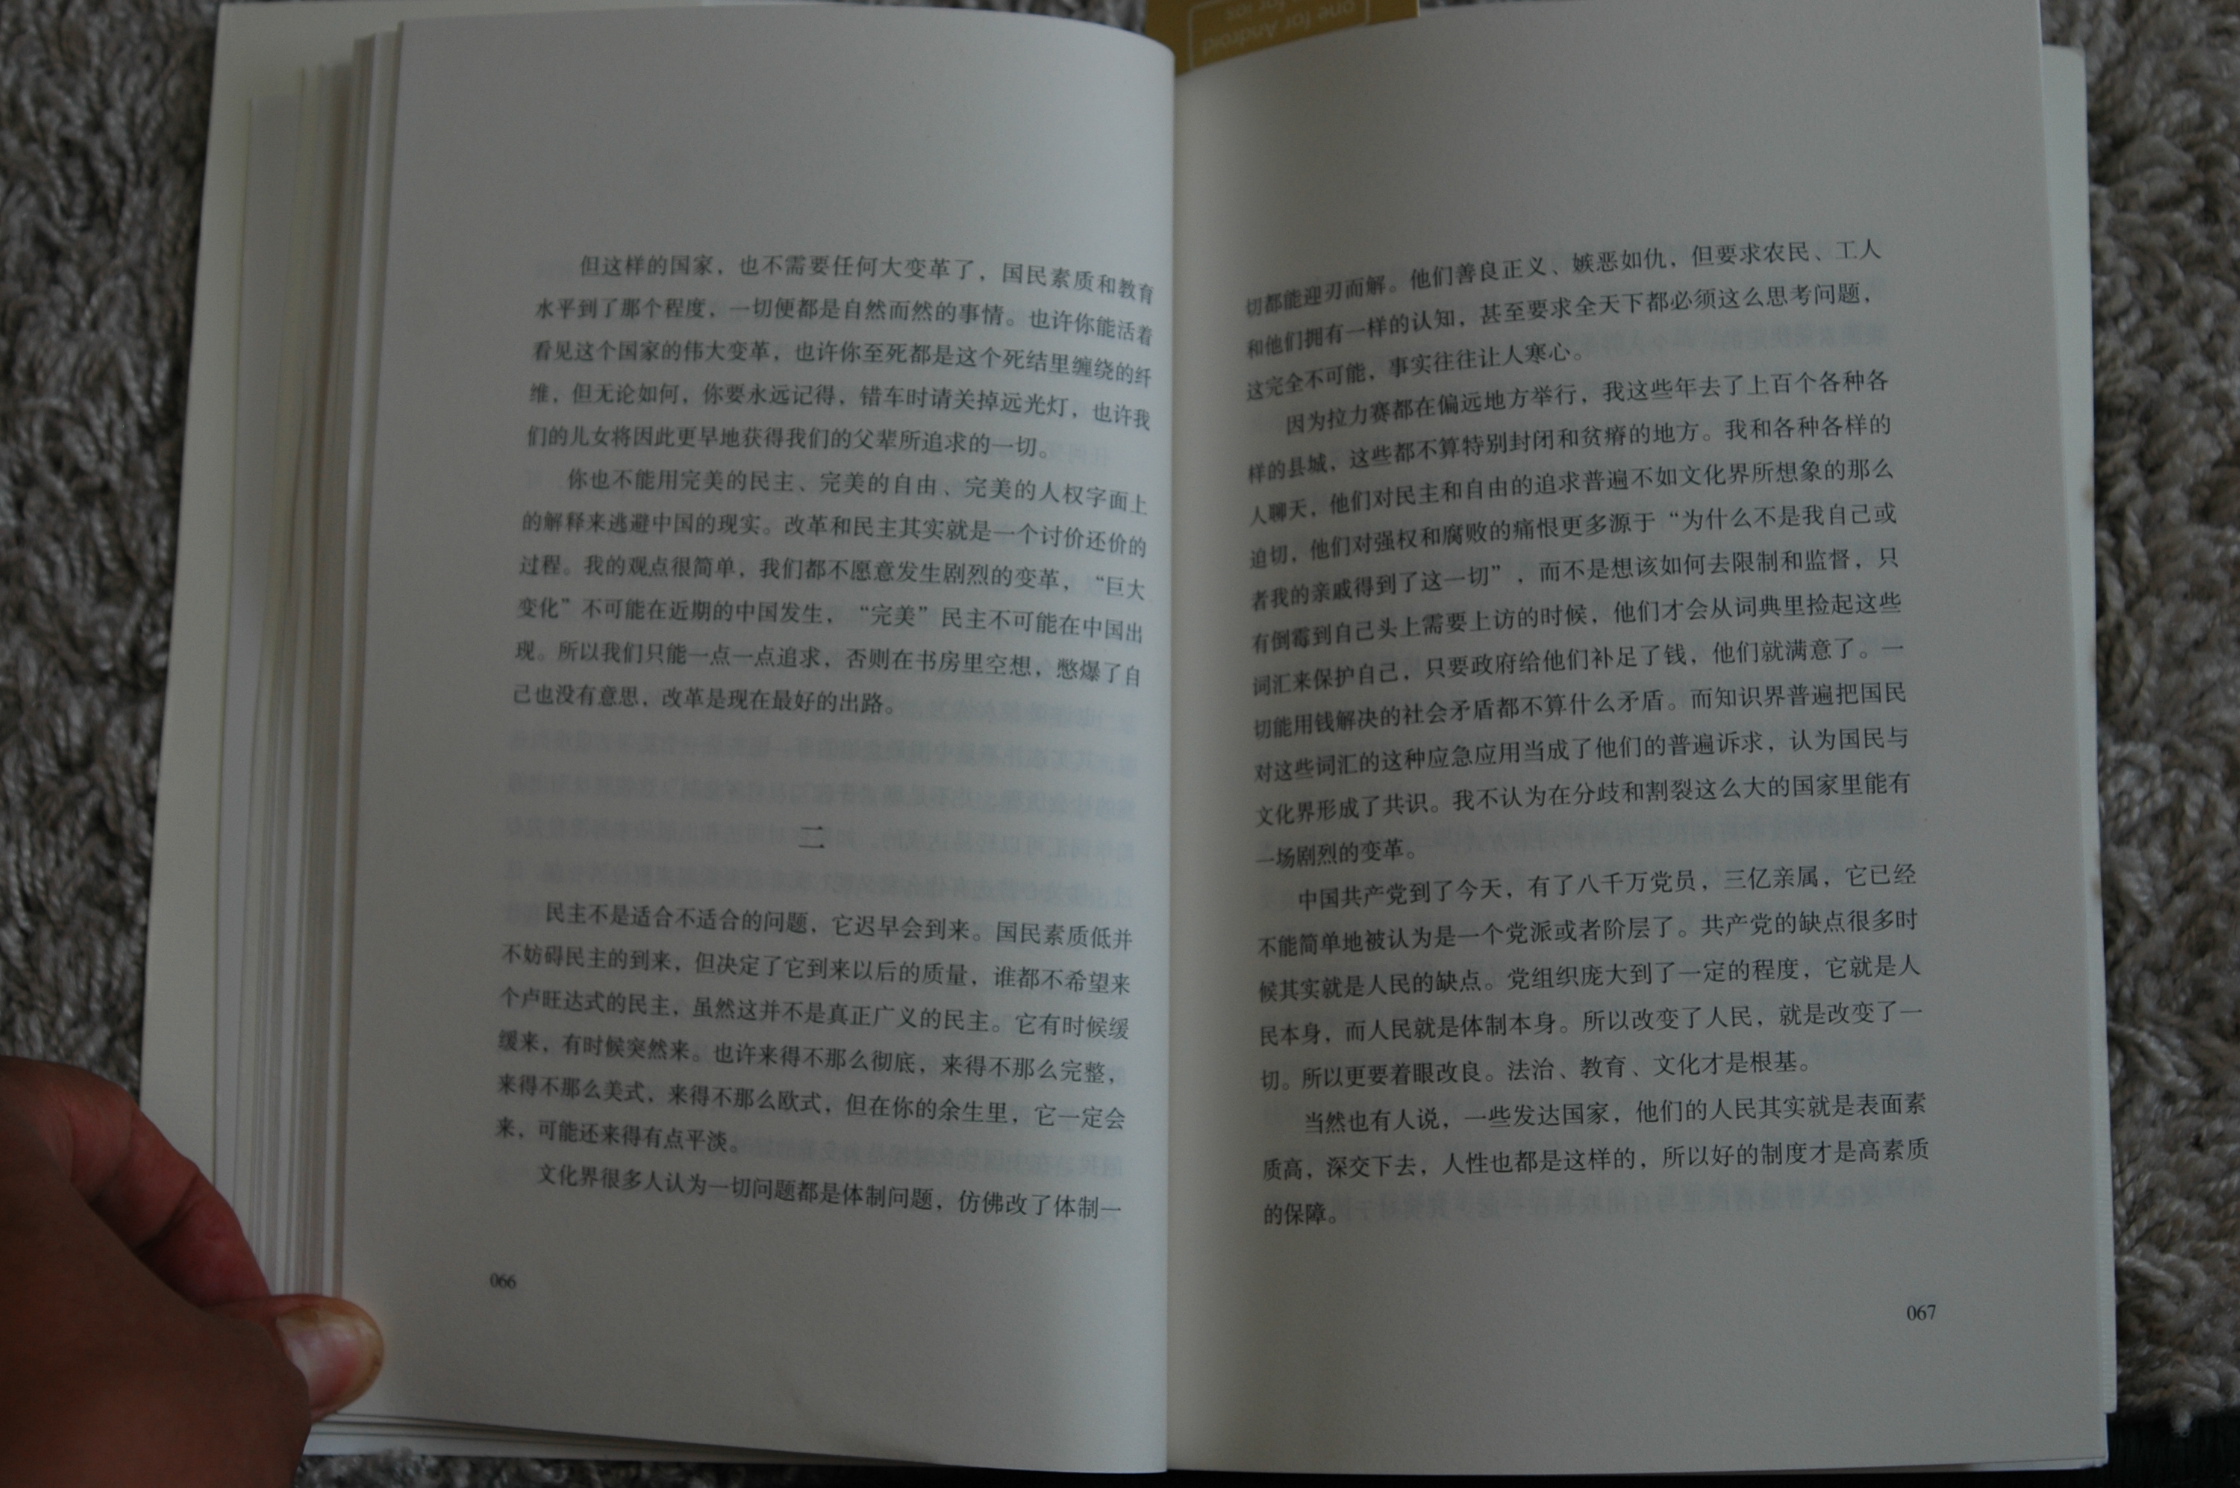 one for Android
for ios
但这样的国家，也不需要任何大变革了，国民素质和教育
水平到了那个程度，一切便都是自然而然的事情。也许你能活着
看见这个国家的伟大变革，也许你至死都是这个死结里缠绕的纤
维，但无论如何，你要永远记得，错车时请关掉远光灯，也许我
们的儿女将因此更早地获得我们的父辈所追求的一切。
你也不能用完美的民主、完美的自由、完美的人权字面上
的解释来逃避中国的现实。改革和民主其实就是一个讨价还价的
过程。我的观点很简单，我们都不愿意发生剧烈的变革，“巨大
变化”不可能在近期的中国发生，“完美”民主不可能在中国出
现。所以我们只能一点一点追求，否则在书房里空想，憋爆了自
己也没有意思，改革是现在最好的出路。
二
民主不是适合不适合的问题，它迟早会到来。国民素质低并
不妨碍民主的到来，但决定了它到来以后的质量，谁都不希望来
个卢旺达式的民主，虽然这并不是真正广义的民主。它有时候缓
缓来，有时候突然来。也许来得不那么彻底，来得不那么完整，
来得不那么美式，来得不那么欧式，但在你的余生里，它一定会
来，可能还来得有点平淡。
文化界很多人认为一切问题都是体制问题，仿佛改了体制一
066
切都能迎刃而解。他们善良正义、嫉恶如仇，但要求农民、工人
和他们拥有一样的认知，甚至要求全天下都必须这么思考问题，
这完全不可能，事实往往让人寒心。
因为拉力赛都在偏远地方举行，我这些年去了上百个各种各
样的县城，这些都不算特别封闭和贫瘠的地方。我和各种各样的
人聊天，他们对民主和自由的追求普遍不如文化界所想象的那么
迫切，他们对强权和腐败的痛恨更多源于“为什么不是我自己或
者我的亲戚得到了这一切”，而不是想该如何去限制和监督，只
有倒霉到自己头上需要上访的时候，他们才会从词典里捡起这些
词汇来保护自己，只要政府给他们补足了钱，他们就满意了。一
切能用钱解决的社会矛盾都不算什么矛盾。而知识界普遍把国民
对这些词汇的这种应急应用当成了他们的普遍诉求，认为国民与
文化界形成了共识。我不认为在分歧和割裂这么大的国家里能有
一场剧烈的变革。
中国共产党到了今天，有了八千万党员，三亿亲属，它已经
不能简单地被认为是一个党派或者阶层了。共产党的缺点很多时
候其实就是人民的缺点。党组织庞大到了一定的程度，它就是人
民本身，而人民就是体制本身。所以改变了人民，就是改变了一
切。所以更要着眼改良。法治、教育、文化才是根基。
当然也有人说，一些发达国家，他们的人民其实就是表面素
质高，深交下去，人性也都是这样的，所以好的制度才是高素质
的保障。
067